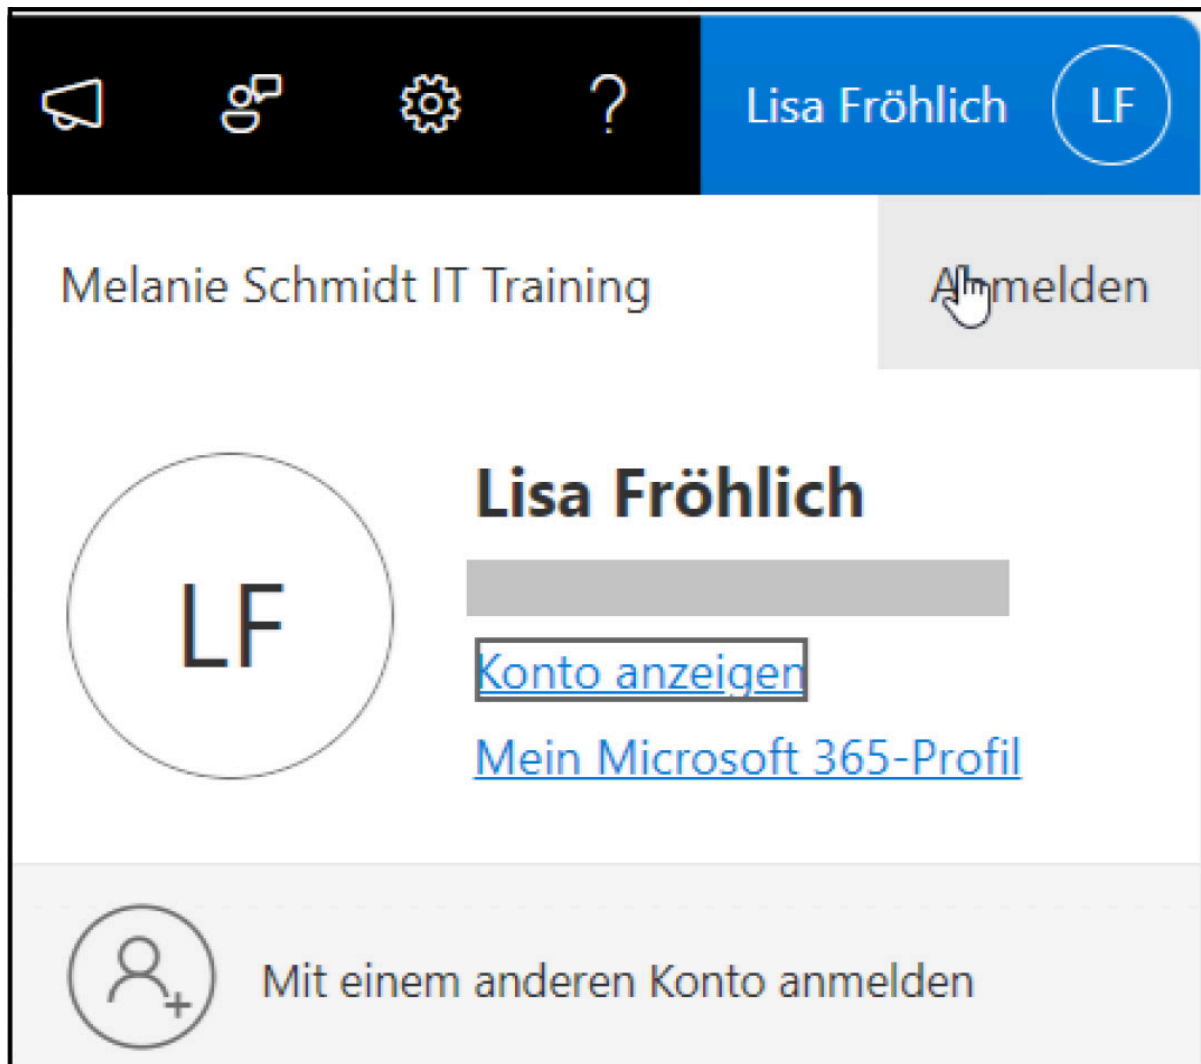 ? Lisa Fröhlich LF
Melanie Schmidt IT Training Anmelden
Lisa Fröhlich
LF
Konto anzeigen
Mein Microsoft 365-Profil
Mit einem anderen Konto anmelden